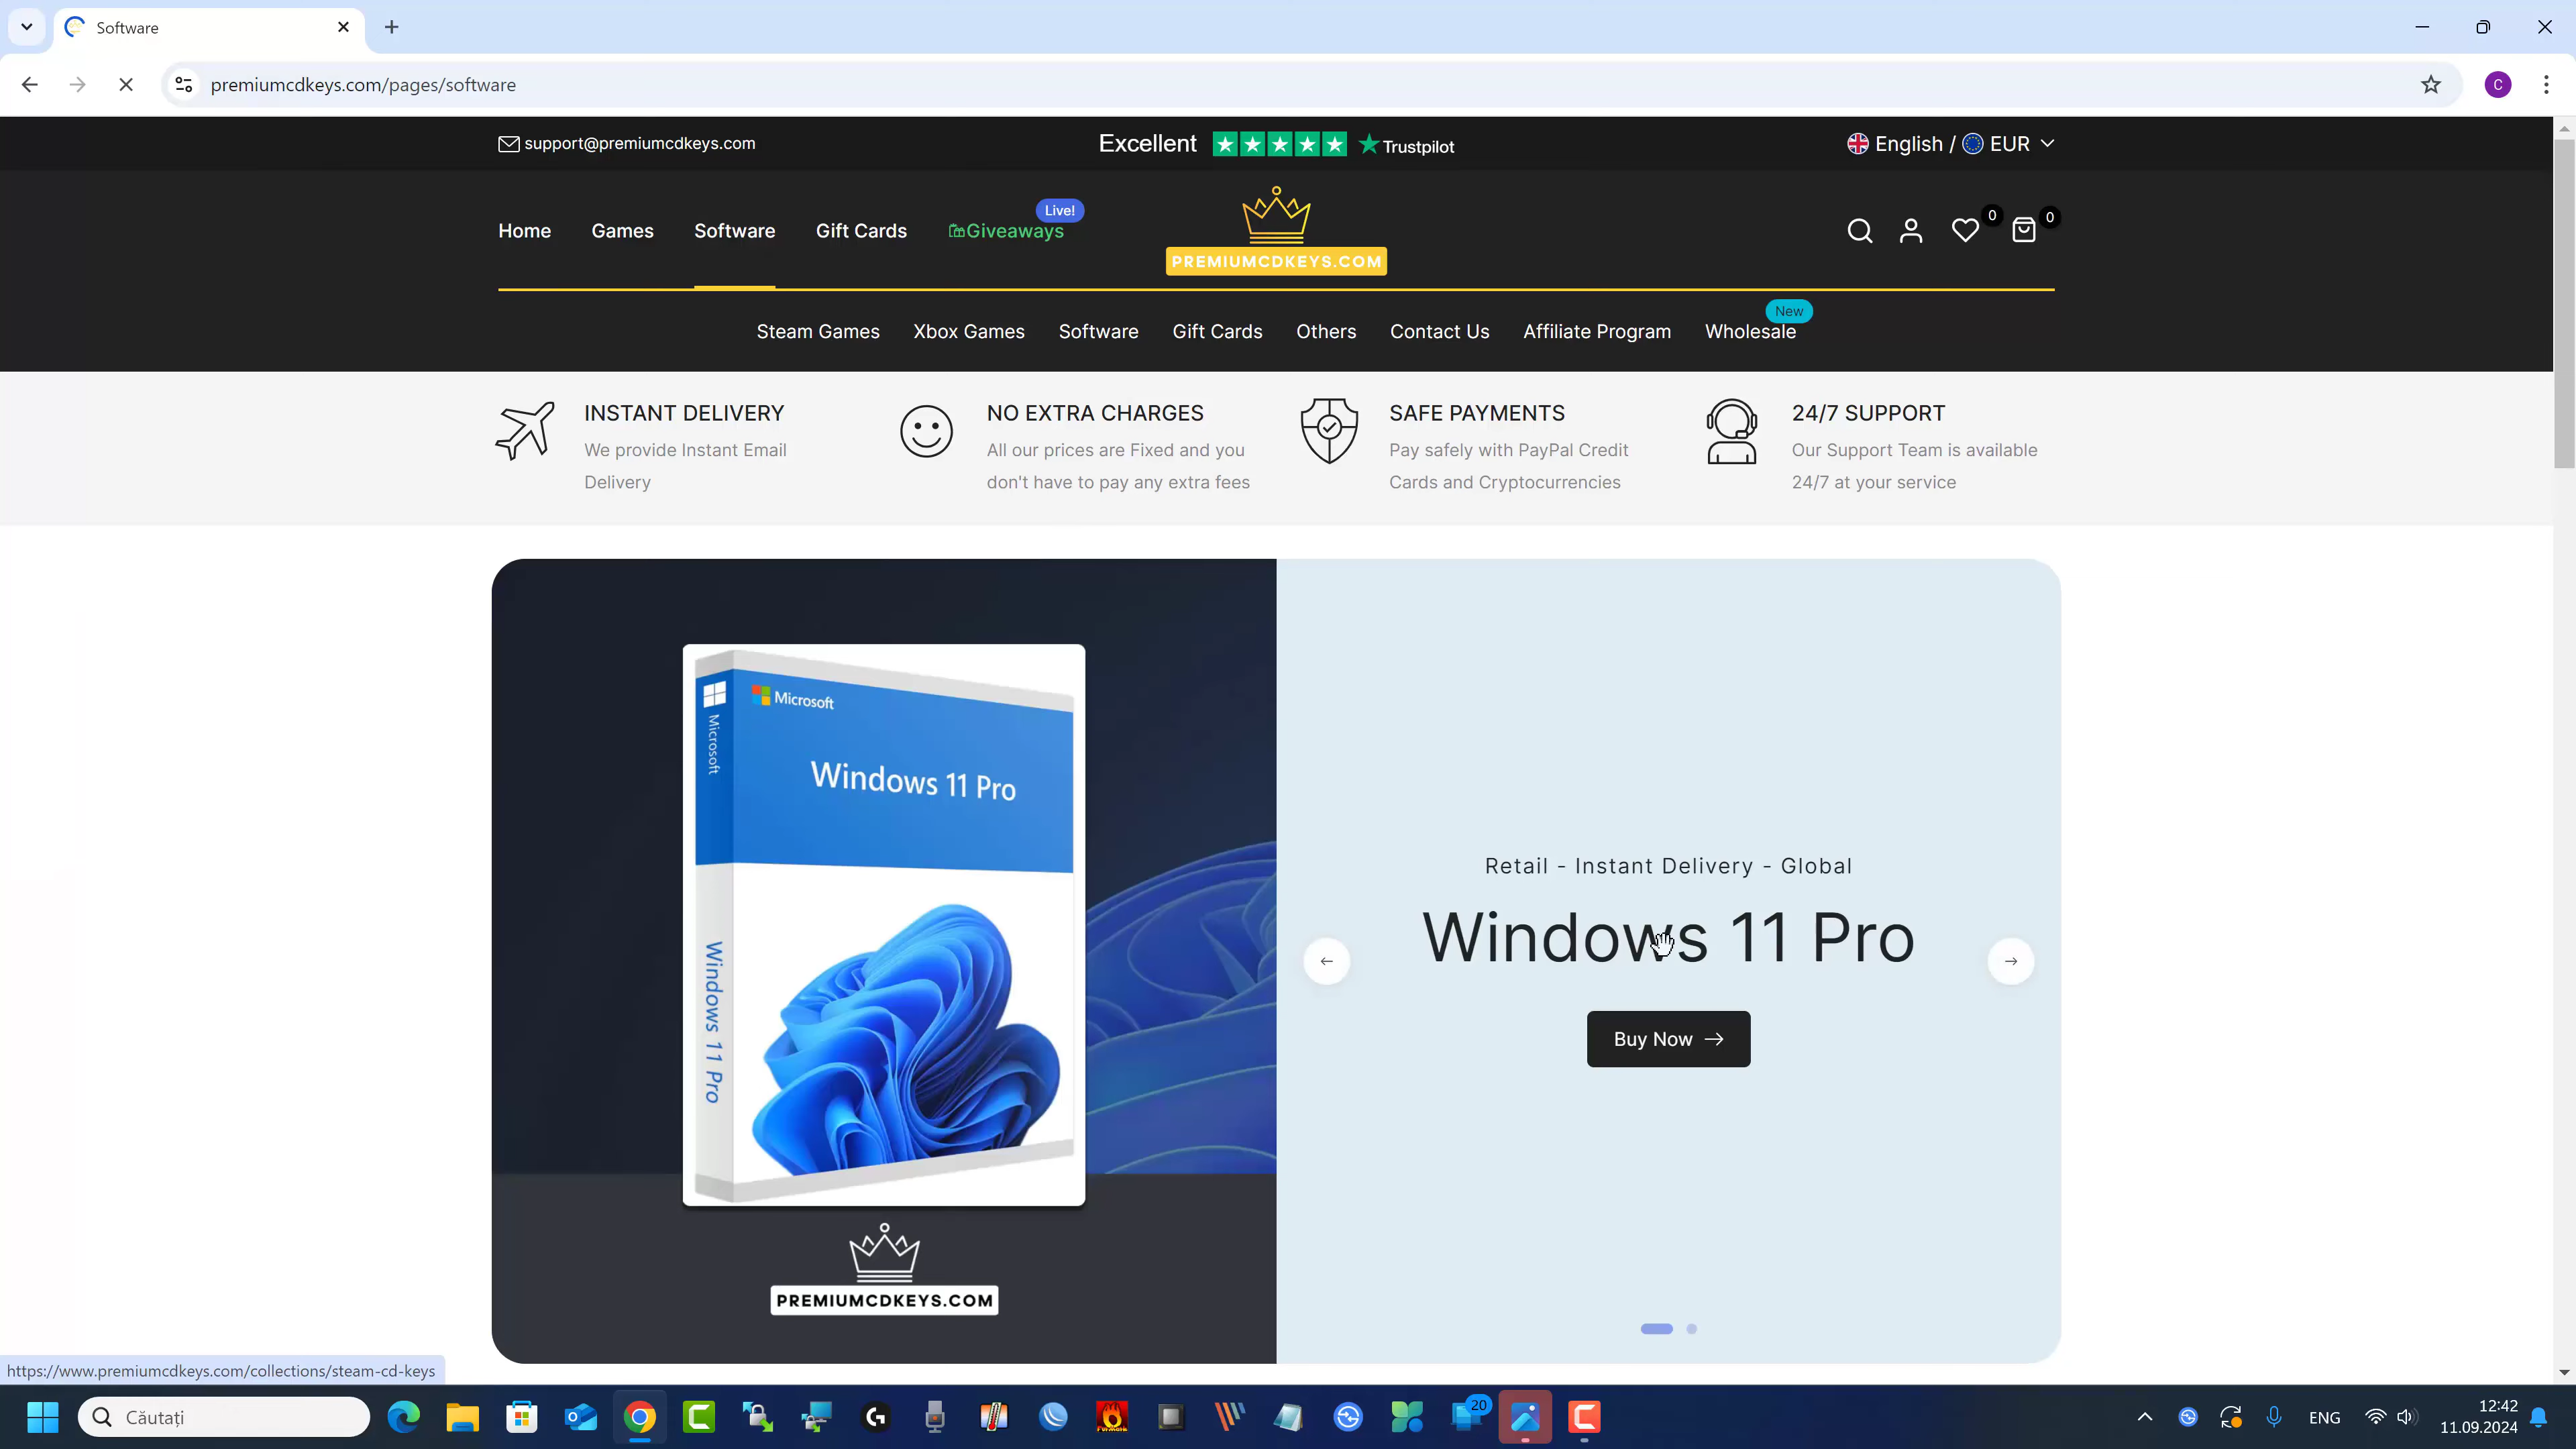 Software
premiumcdkeys.com/pages/software
support@premiumcdkeys.com
Excellent Trustpilot
English / EUR
Home Games Software Gift Cards Giveaways Live!
PREMIUMCDKEYS.COM
0 0
Steam Games Xbox Games Software Gift Cards Others Contact Us Affiliate Program Wholesale New
INSTANT DELIVERY
We provide Instant Email
Delivery
NO EXTRA CHARGES
All our prices are Fixed and you
don't have to pay any extra fees
SAFE PAYMENTS
Pay safely with PayPal Credit
Cards and Cryptocurrencies
24/7 SUPPORT
Our Support Team is available
24/7 at your service
Microsoft
Microsoft
Windows 11 Pro
Windows 11 Pro
PREMIUMCDKEYS.COM
Retail - Instant Delivery - Global
Windows 11 Pro
Buy Now
https://www.premiumcdkeys.com/collections/steam-cd-keys
Căutați
20
ENG
12:42
11.09.2024